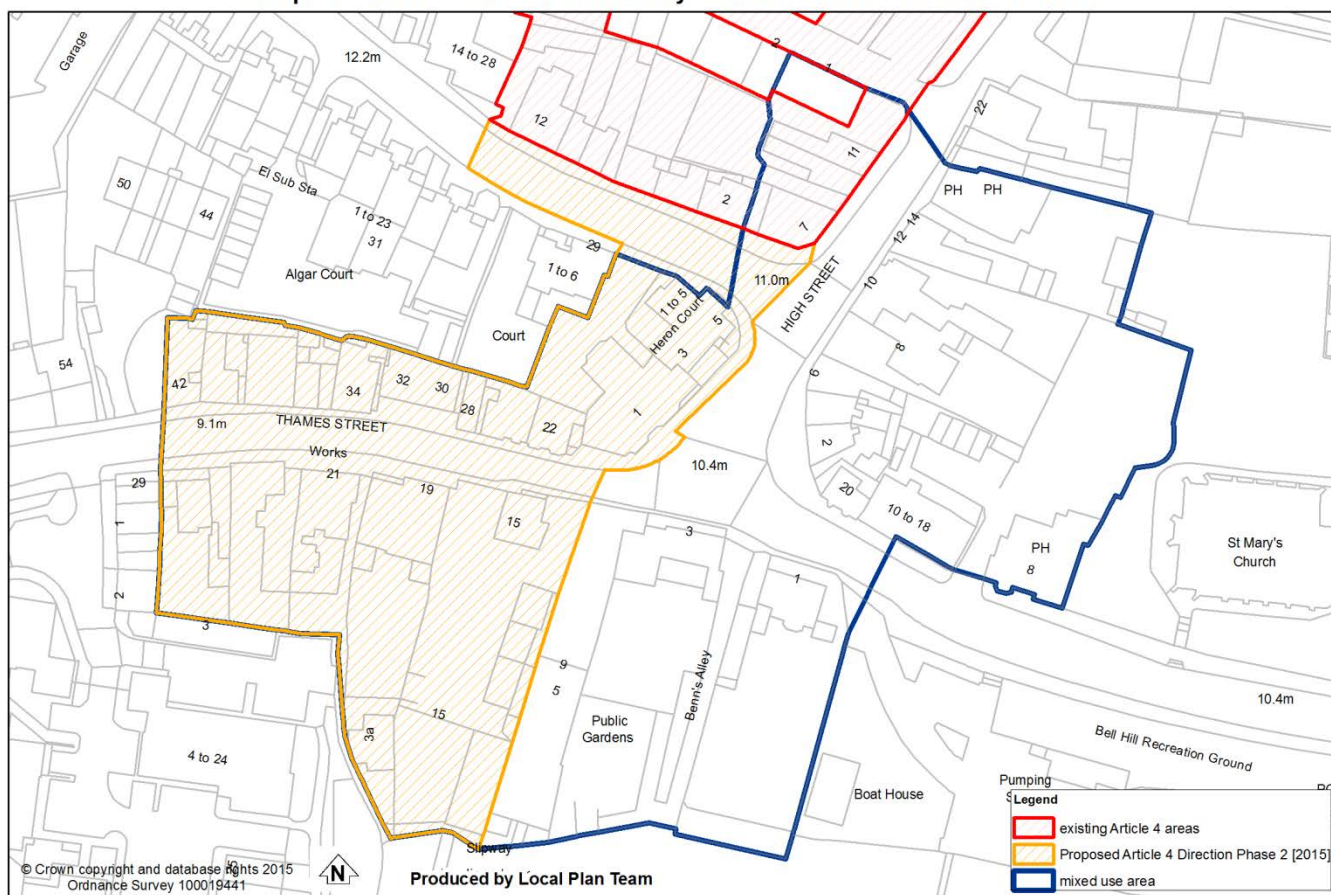 Garage
12.2m
14 to 28
2
1
12
22
11
50
El Sub Sta
44
1 to 23
31
2
7
PH PH
12 14
29
1 to 6
11.0m
HIGH STREET
10
Algar Court
1 to 5
Heron Court
5
3
Court
8
54
42
34
32
30
28
22
1
6
9.1m
THAMES STREET
Works
2
10.4m
29
21
19
15
20
10 to 18
1
3
PH
8
St Mary's
Church
2
1
3
9
5
Benn's Alley
10.4m
15
Public
Gardens
3a
Bell Hill Recreation Ground
4 to 24
Boat House
Pumping
Legend
existing Article 4 areas
Proposed Article 4 Direction Phase 2 [2015]
mixed use area
Slipway
© Crown copyright and database rights 2015
Ordnance Survey 100019441
N
Produced by Local Plan Team